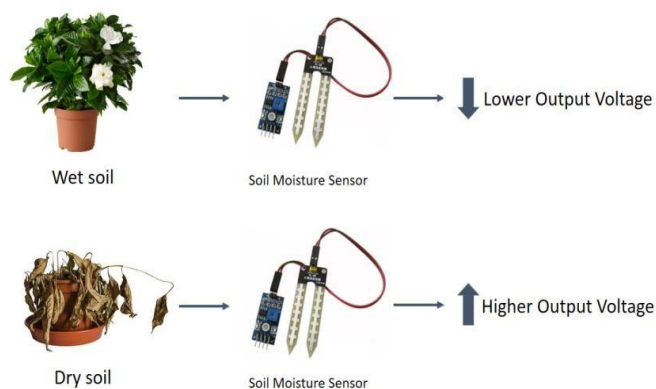 Wet soil
Soil Moisture Sensor
Lower Output Voltage
Dry soil
Soil Moisture Sensor
Higher Output Voltage